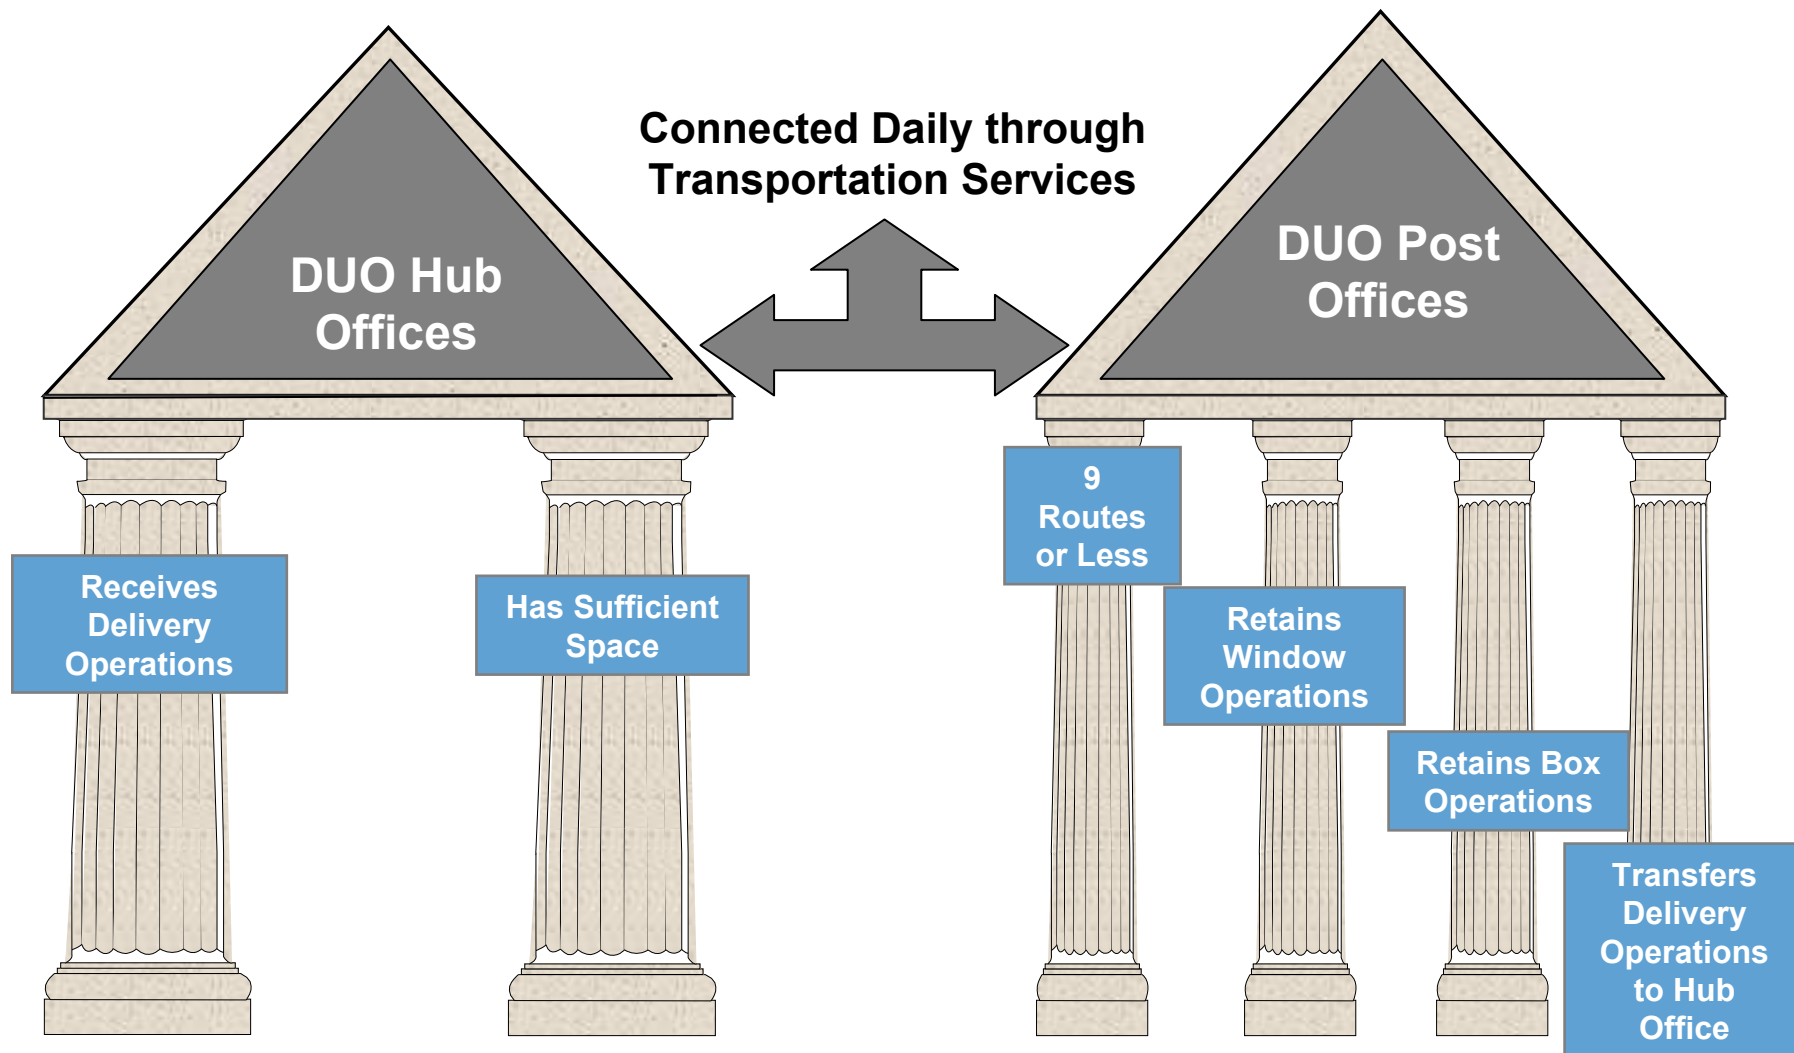 Connected Daily through
Transportation Services
DUO Hub
Offices
DUO Post
Offices
Receives
Delivery
Operations
Has Sufficient
Space
9
Routes
or Less
Retains
Window
Operations
Retains Box
Operations
Transfers
Delivery
Operations
to Hub
Office